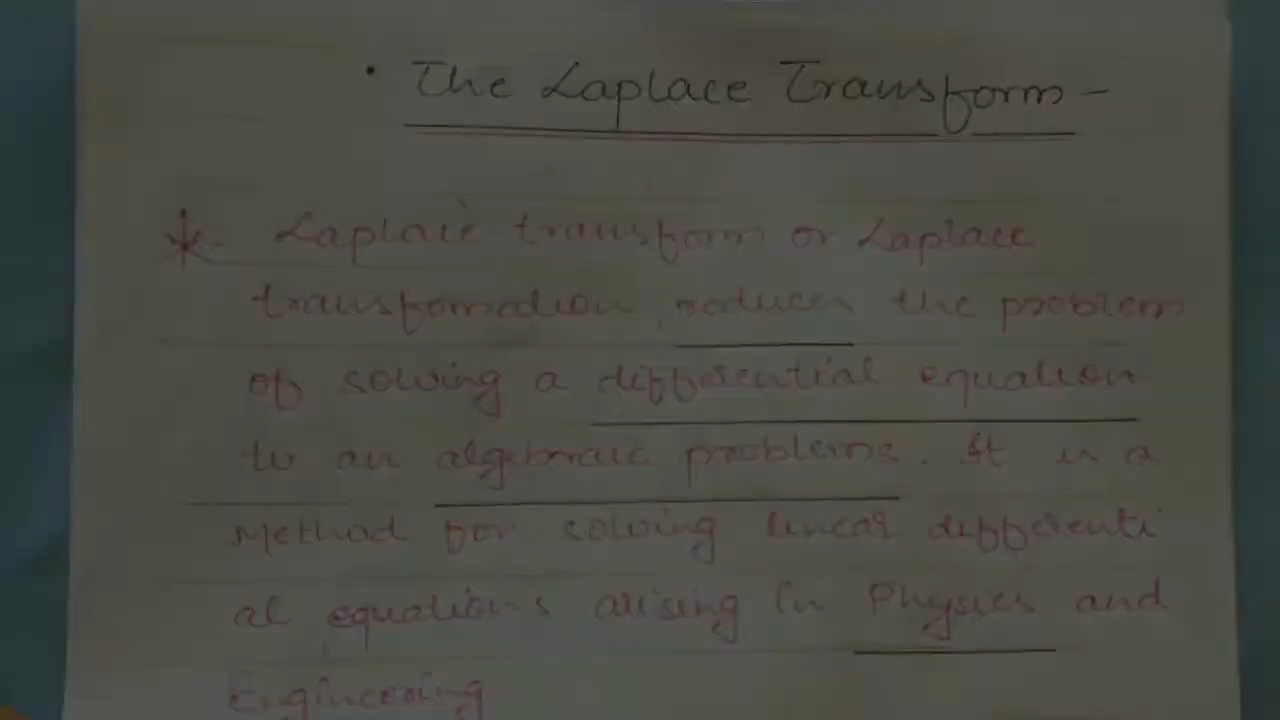 • The Laplace Transform –
*- Laplace transform or Laplace
transformation, reduces the problem
of solving a differential equation
to an algebraic problems. It is a
Method for solving linear differenti
al equations arising in Physics and
Engineering